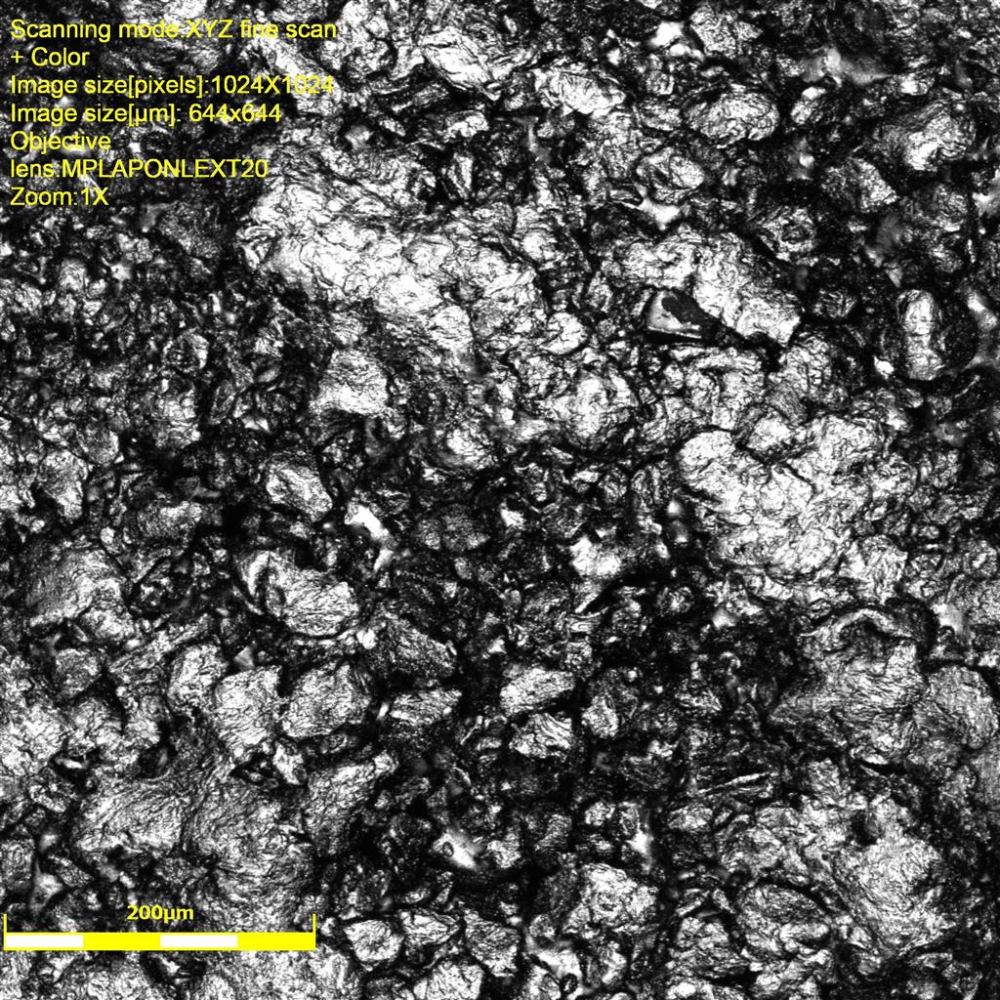 Scanning mode:XYZ fine scan
+ Color
Image size[pixels]:1024X1024
Image size[µm]: 644x644
Objective
lens:MPLAPONLEXT20
Zoom:1X
200µm